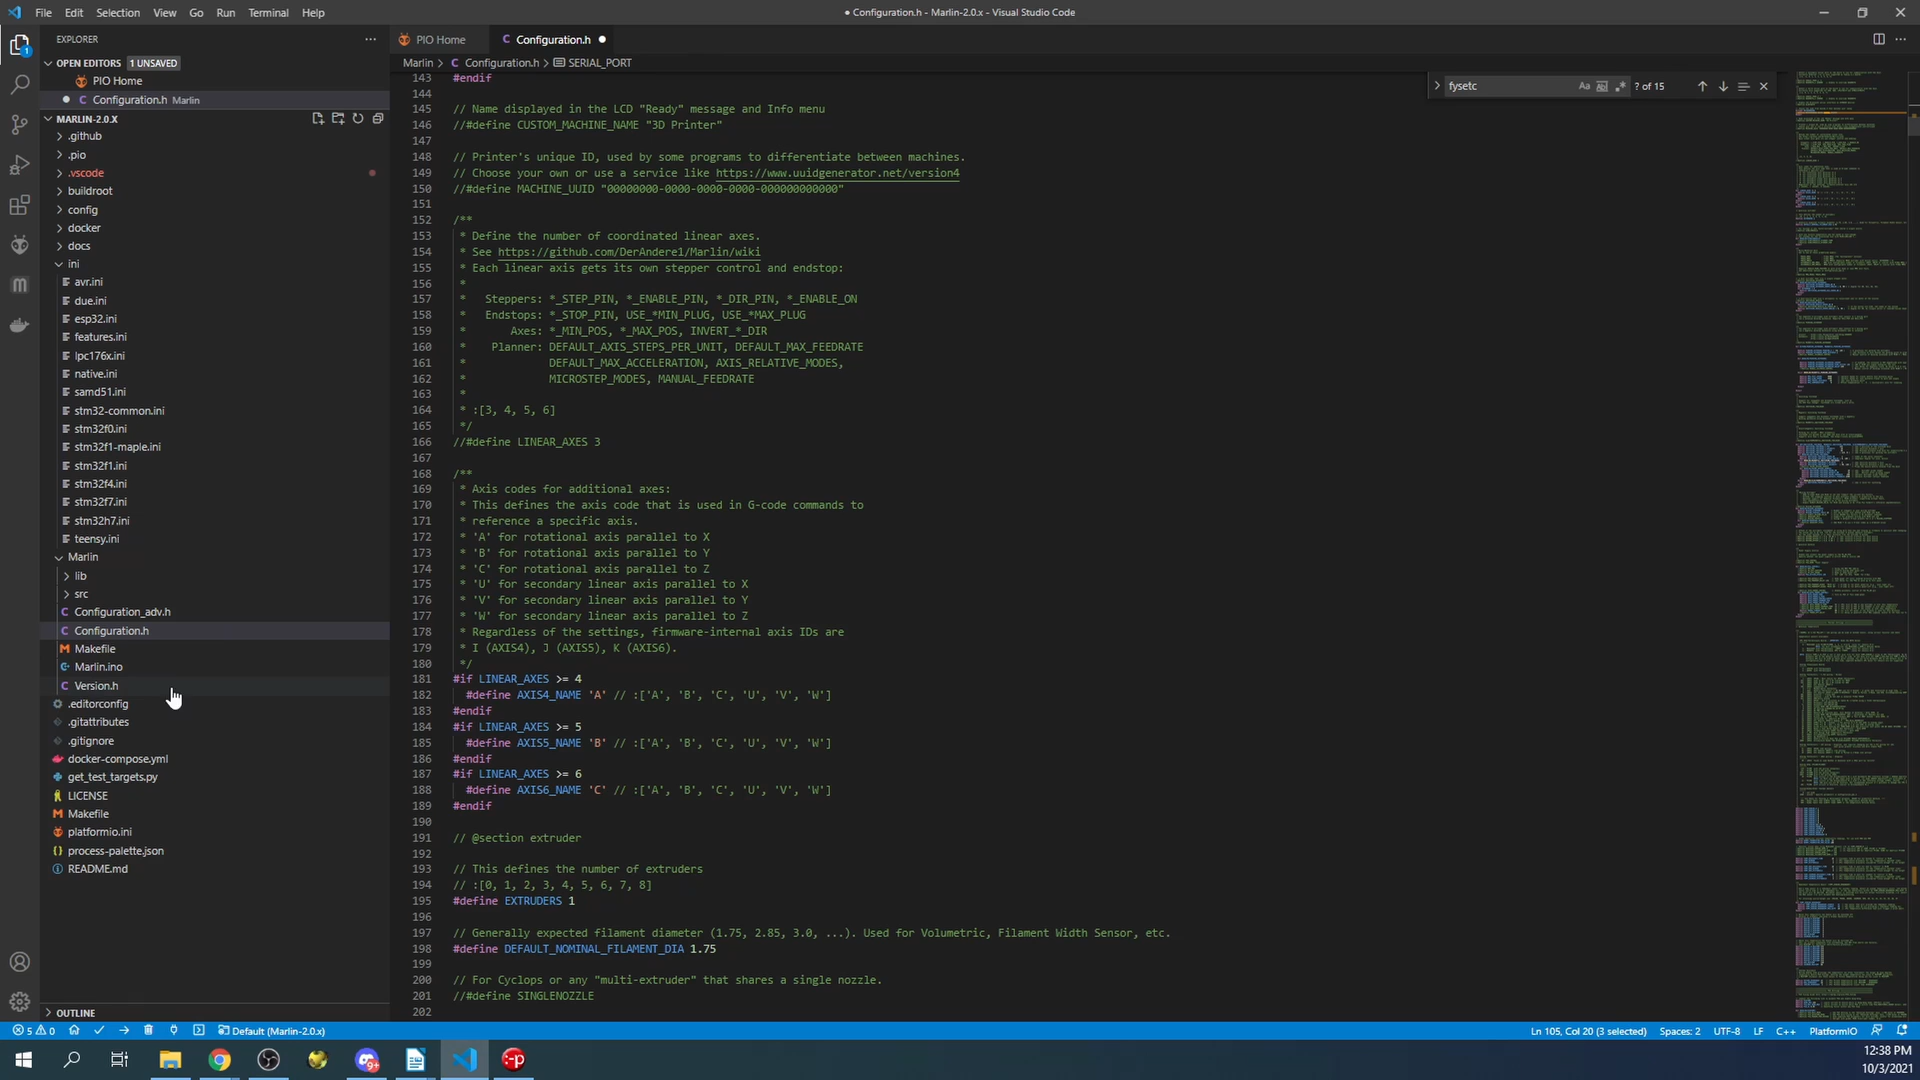 File Edit Selection View Go Run Terminal Help
● Configuration.h - Marlin-2.0.x - Visual Studio Code
EXPLORER
OPEN EDITORS 1 UNSAVED
PIO Home
Configuration.h Marlin
MARLIN-2.0.X
.github
.pio
.vscode
buildroot
config
docker
docs
ini
avr.ini
due.ini
esp32.ini
features.ini
lpc176x.ini
native.ini
samd51.ini
stm32-common.ini
stm32f0.ini
stm32f1-maple.ini
stm32f1.ini
stm32f4.ini
stm32f7.ini
stm32h7.ini
teensy.ini
Marlin
lib
src
Configuration_adv.h
Configuration.h
Makefile
Marlin.ino
Version.h
.editorconfig
.gitattributes
.gitignore
docker-compose.yml
get_test_targets.py
LICENSE
Makefile
platformio.ini
process-palette.json
README.md
OUTLINE
PIO Home Configuration.h
Marlin > Configuration.h > SERIAL_PORT
fysetc ? of 15
143 #endif
144
145 // Name displayed in the LCD "Ready" message and Info menu
146 //#define CUSTOM_MACHINE_NAME "3D Printer"
147
148 // Printer's unique ID, used by some programs to differentiate between machines.
149 // Choose your own or use a service like https://www.uuidgenerator.net/version4
150 //#define MACHINE_UUID "00000000-0000-0000-0000-000000000000"
151
152 /**
153 * Define the number of coordinated linear axes.
154 * See https://github.com/DerAndere1/Marlin/wiki
155 * Each linear axis gets its own stepper control and endstop:
156 *
157 * Steppers: *_STEP_PIN, *_ENABLE_PIN, *_DIR_PIN, *_ENABLE_ON
158 * Endstops: *_STOP_PIN, USE_*MIN_PLUG, USE_*MAX_PLUG
159 * Axes: *_MIN_POS, *_MAX_POS, INVERT_*_DIR
160 * Planner: DEFAULT_AXIS_STEPS_PER_UNIT, DEFAULT_MAX_FEEDRATE
161 * DEFAULT_MAX_ACCELERATION, AXIS_RELATIVE_MODES,
162 * MICROSTEP_MODES, MANUAL_FEEDRATE
163 *
164 * :[3, 4, 5, 6]
165 */
166 //#define LINEAR_AXES 3
167
168 /**
169 * Axis codes for additional axes:
170 * This defines the axis code that is used in G-code commands to
171 * reference a specific axis.
172 * 'A' for rotational axis parallel to X
173 * 'B' for rotational axis parallel to Y
174 * 'C' for rotational axis parallel to Z
175 * 'U' for secondary linear axis parallel to X
176 * 'V' for secondary linear axis parallel to Y
177 * 'W' for secondary linear axis parallel to Z
178 * Regardless of the settings, firmware-internal axis IDs are
179 * I (AXIS4), J (AXIS5), K (AXIS6).
180 */
181 #if LINEAR_AXES >= 4
182 #define AXIS4_NAME 'A' // :['A', 'B', 'C', 'U', 'V', 'W']
183 #endif
184 #if LINEAR_AXES >= 5
185 #define AXIS5_NAME 'B' // :['A', 'B', 'C', 'U', 'V', 'W']
186 #endif
187 #if LINEAR_AXES >= 6
188 #define AXIS6_NAME 'C' // :['A', 'B', 'C', 'U', 'V', 'W']
189 #endif
190
191 // @section extruder
192
193 // This defines the number of extruders
194 // :[0, 1, 2, 3, 4, 5, 6, 7, 8]
195 #define EXTRUDERS 1
196
197 // Generally expected filament diameter (1.75, 2.85, 3.0, ...). Used for Volumetric, Filament Width Sensor, etc.
198 #define DEFAULT_NOMINAL_FILAMENT_DIA 1.75
199
200 // For Cyclops or any "multi-extruder" that shares a single nozzle.
201 //#define SINGLENOZZLE
202
5 0 Default (Marlin-2.0.x) Ln 105, Col 20 (3 selected) Spaces: 2 UTF-8 LF C++ PlatformIO
12:38 PM
10/3/2021